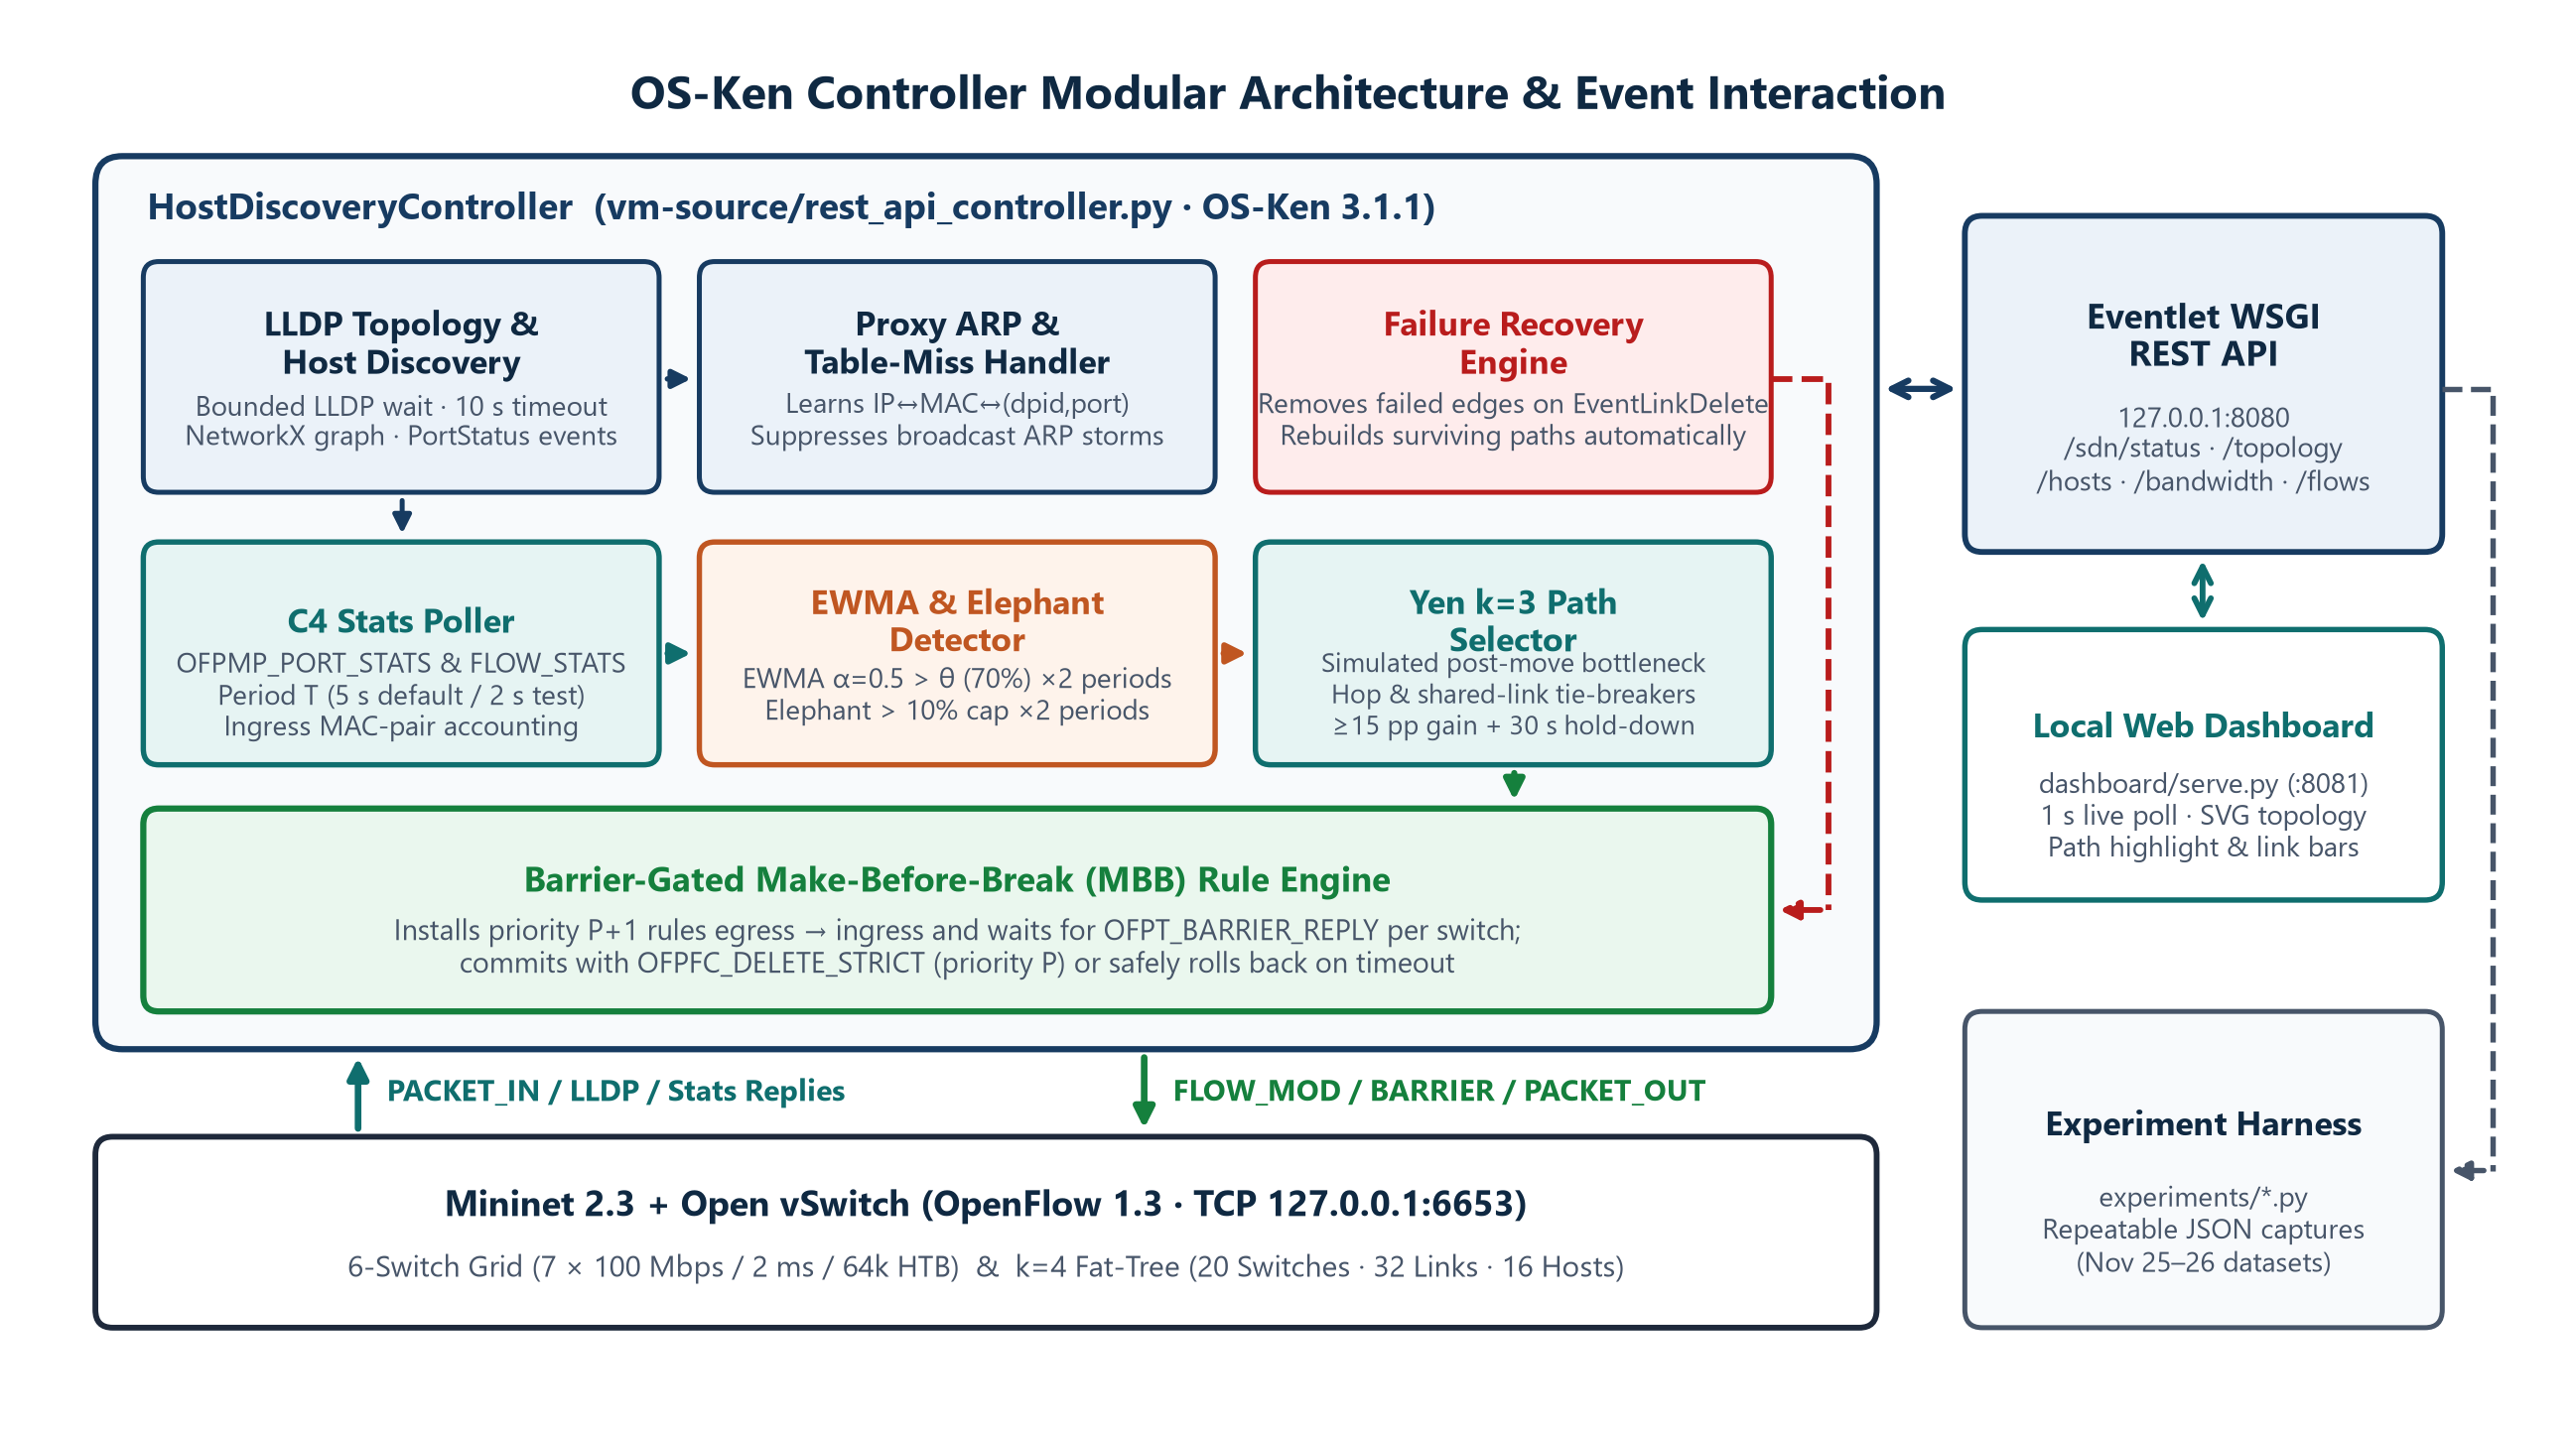 OS-Ken Controller Modular Architecture & Event Interaction
HostDiscoveryController (vm-source/rest_api_controller.py · OS-Ken 3.1.1)
LLDP Topology &
Host Discovery
Bounded LLDP wait · 10 s timeout
NetworkX graph · PortStatus events
Proxy ARP &
Table-Miss Handler
Learns IP↔MAC↔(dpid,port)
Suppresses broadcast ARP storms
Failure Recovery
Engine
Removes failed edges on EventLinkDelete
Rebuilds surviving paths automatically
C4 Stats Poller
OFPMP_PORT_STATS & FLOW_STATS
Period T (5 s default / 2 s test)
Ingress MAC-pair accounting
EWMA & Elephant
Detector
EWMA α=0.5 > θ (70%) ×2 periods
Elephant > 10% cap ×2 periods
Yen k=3 Path
Selector
Simulated post-move bottleneck
Hop & shared-link tie-breakers
≥15 pp gain + 30 s hold-down
Barrier-Gated Make-Before-Break (MBB) Rule Engine
Installs priority P+1 rules egress → ingress and waits for OFPT_BARRIER_REPLY per switch;
commits with OFPFC_DELETE_STRICT (priority P) or safely rolls back on timeout
PACKET_IN / LLDP / Stats Replies
FLOW_MOD / BARRIER / PACKET_OUT
Mininet 2.3 + Open vSwitch (OpenFlow 1.3 · TCP 127.0.0.1:6653)
6-Switch Grid (7 × 100 Mbps / 2 ms / 64k HTB) & k=4 Fat-Tree (20 Switches · 32 Links · 16 Hosts)
Eventlet WSGI
REST API
127.0.0.1:8080
/sdn/status · /topology
/hosts · /bandwidth · /flows
Local Web Dashboard
dashboard/serve.py (:8081)
1 s live poll · SVG topology
Path highlight & link bars
Experiment Harness
experiments/*.py
Repeatable JSON captures
(Nov 25–26 datasets)